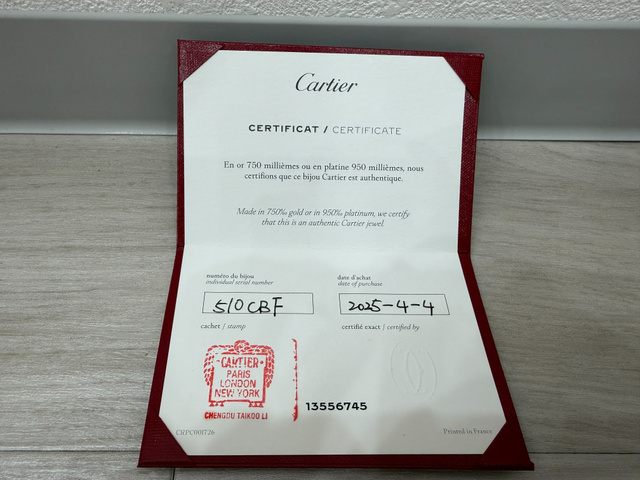 Cartier
CERTIFICAT / CERTIFICATE
En or 750 millièmes ou en platine 950 millièmes, nous
certifions que ce bijou Cartier est authentique.
Made in 750‰ gold or in 950‰ platinum, we certify
that this is an authentic Cartier jewel.
numéro du bijou
individual serial number
510CBF
date d'achat
date of purchase
2025-4-4
cachet / stamp
certifié exact / certified by
CARTIER
PARIS
LONDON
NEW YORK
CHENGDU TAIKOO LI
13556745
CRPC001726
Printed in France